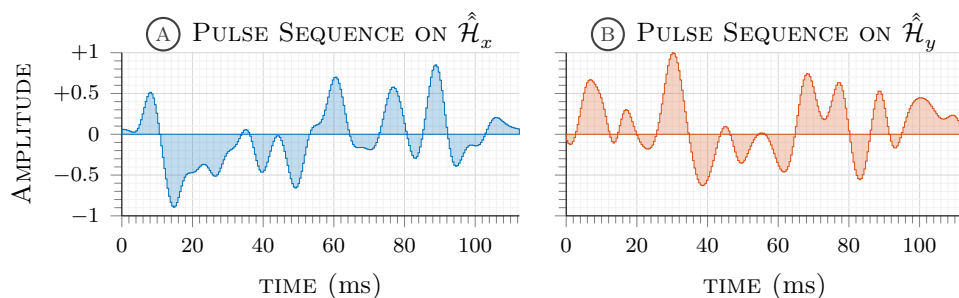 A Pulse Sequence on $\hat{\hat{\mathcal{H}}}_x$
B Pulse Sequence on $\hat{\hat{\mathcal{H}}}_y$
Amplitude
+1
+0.5
0
−0.5
−1
0 20 40 60 80 100
0 20 40 60 80 100
time (ms)
time (ms)